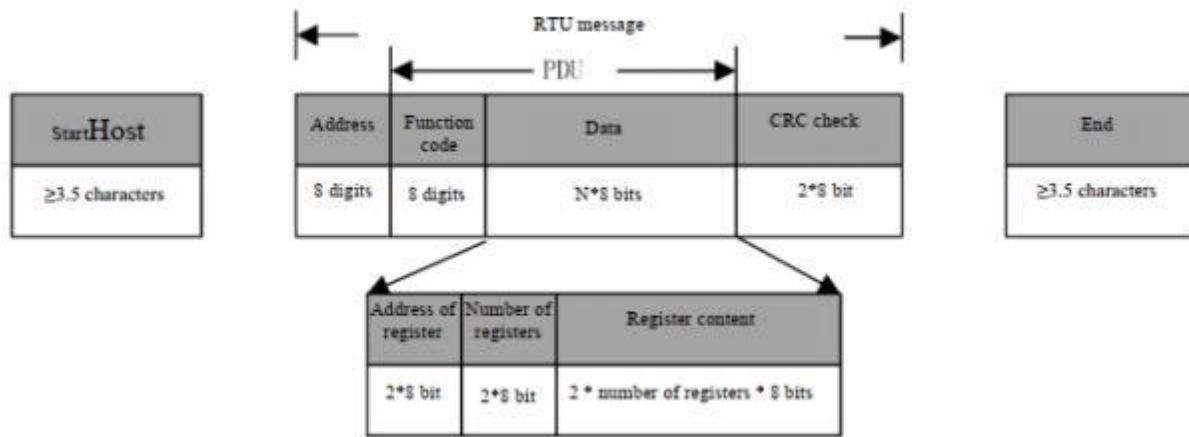 RTU message
PDU
StartHost
Address
Function
code
Data
CRC check
End
≥3.5 characters
8 digits
8 digits
N*8 bits
2*8 bit
≥3.5 characters
Address of
register
Number of
registers
Register content
2*8 bit
2*8 bit
2 * number of registers * 8 bits